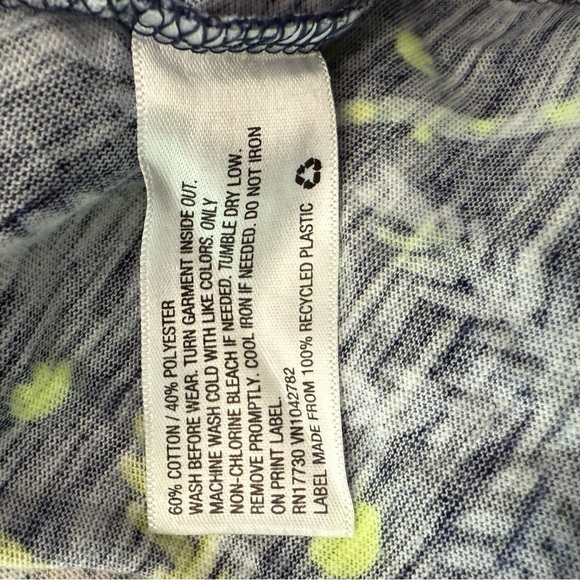 60% COTTON / 40% POLYESTER
WASH BEFORE WEAR. TURN GARMENT INSIDE OUT.
MACHINE WASH COLD WITH LIKE COLORS. ONLY
NON-CHLORINE BLEACH IF NEEDED. TUMBLE DRY LOW.
REMOVE PROMPTLY. COOL IRON IF NEEDED. DO NOT IRON
ON PRINT LABEL.
RN17730 VN1042782
LABEL MADE FROM 100% RECYCLED PLASTIC